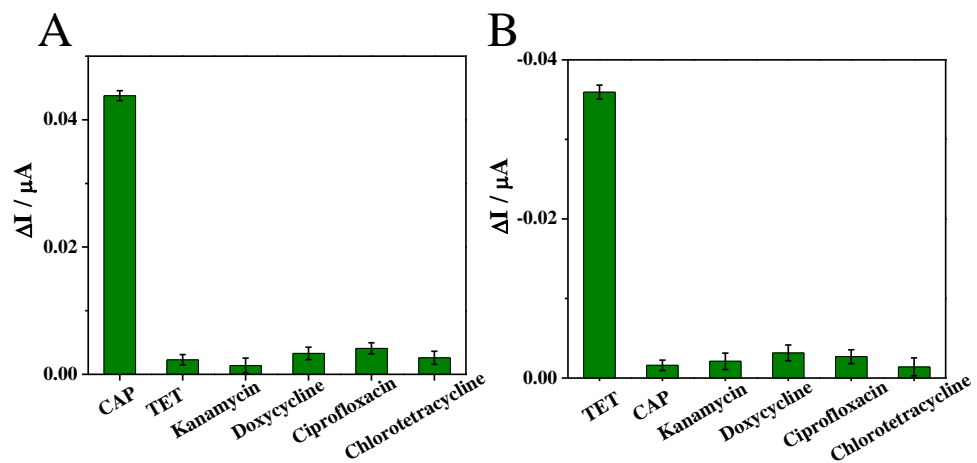 A
ΔI / μA
0.04
0.02
0.00
CAP
TET
Kanamycin
Doxycycline
Ciprofloxacin
Chlorotetracycline
B
ΔI / μA
-0.04
-0.02
0.00
TET
CAP
Kanamycin
Doxycycline
Ciprofloxacin
Chlorotetracycline